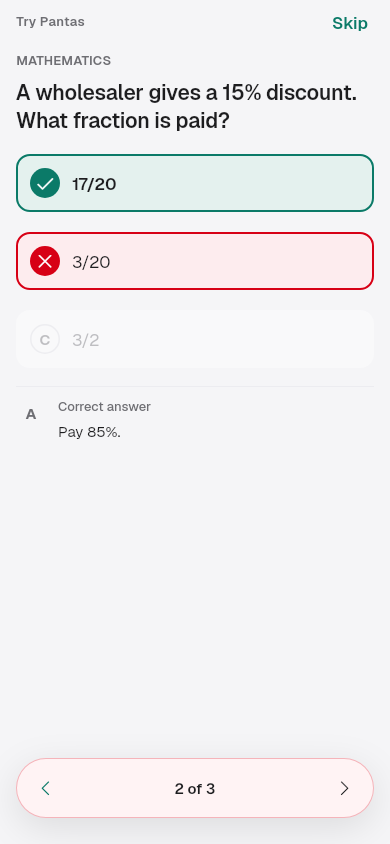 Try Pantas
Skip
MATHEMATICS
A wholesaler gives a 15% discount.
What fraction is paid?
17/20
3/20
C
3/2
A
Correct answer
Pay 85%.
2 of 3